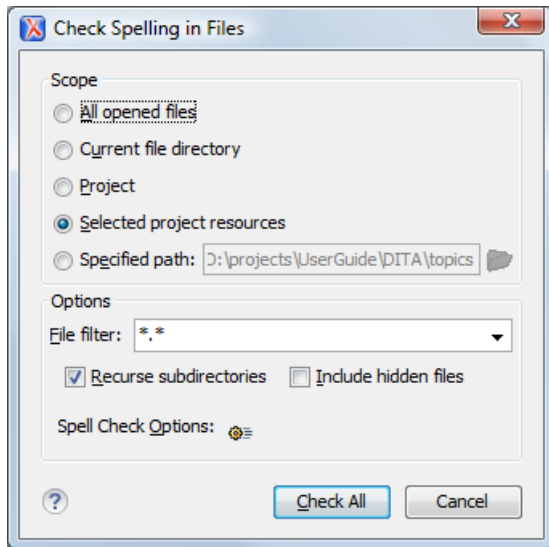 Check Spelling in Files
Scope
All opened files
Current file directory
Project
Selected project resources
Specified path: D:\projects\UserGuide\DITA\topics
Options
File filter: *.*
Recurse subdirectories Include hidden files
Spell Check Options:
? Check All Cancel